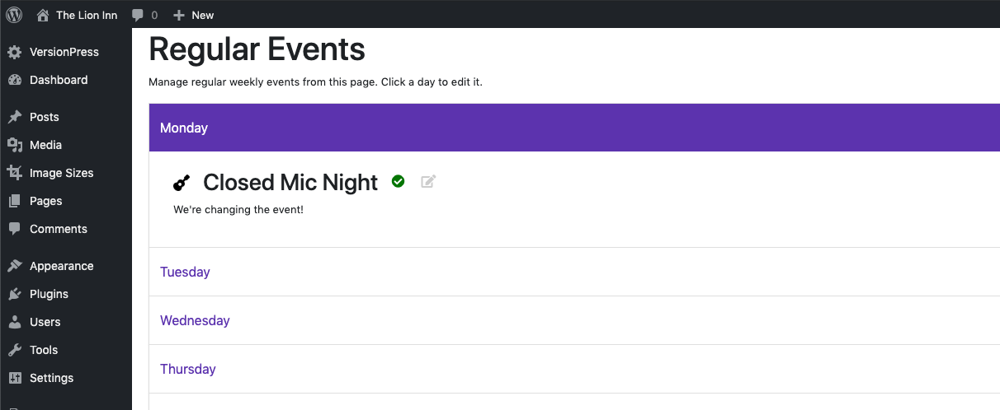 The Lion Inn 0 New
VersionPress
Dashboard
Posts
Media
Image Sizes
Pages
Comments
Appearance
Plugins
Users
Tools
Settings
Regular Events
Manage regular weekly events from this page. Click a day to edit it.
Monday
Closed Mic Night
We're changing the event!
Tuesday
Wednesday
Thursday